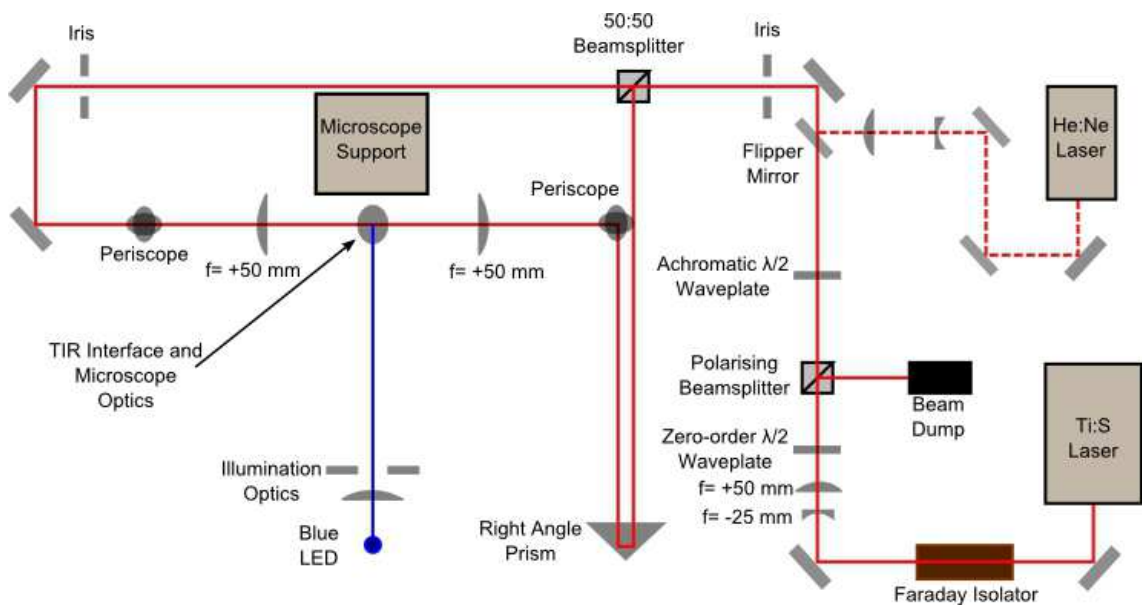 50:50
Beamsplitter
Iris
Iris
Microscope
Support
He:Ne
Laser
Flipper
Mirror
Periscope
Periscope
f= +50 mm
f= +50 mm
Achromatic λ/2
Waveplate
TIR Interface and
Microscope
Optics
Polarising
Beamsplitter
Beam
Dump
Ti:S
Laser
Zero-order λ/2
Waveplate
Illumination
Optics
f= +50 mm
f= -25 mm
Right Angle
Prism
Blue
LED
Faraday Isolator